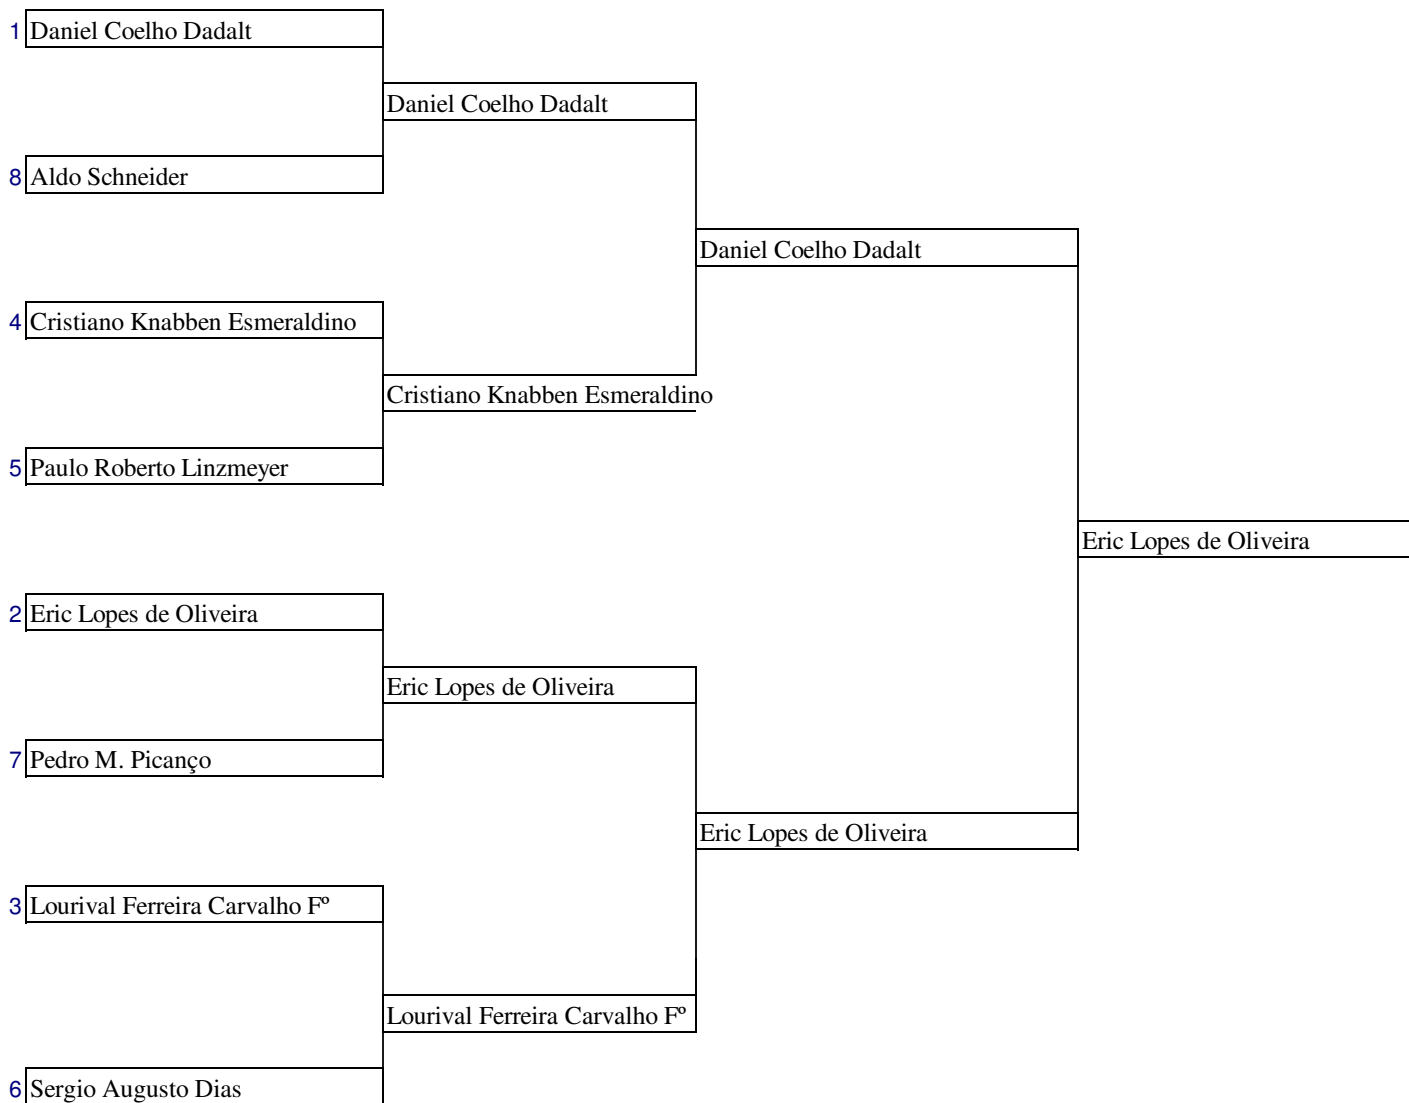 1 Daniel Coelho Dadalt
Daniel Coelho Dadalt
8 Aldo Schneider
Daniel Coelho Dadalt
4 Cristiano Knabben Esmeraldino
Cristiano Knabben Esmeraldino
5 Paulo Roberto Linzmeyer
Eric Lopes de Oliveira
2 Eric Lopes de Oliveira
Eric Lopes de Oliveira
7 Pedro M. Picanço
Eric Lopes de Oliveira
3 Lourival Ferreira Carvalho Fº
Lourival Ferreira Carvalho Fº
6 Sergio Augusto Dias